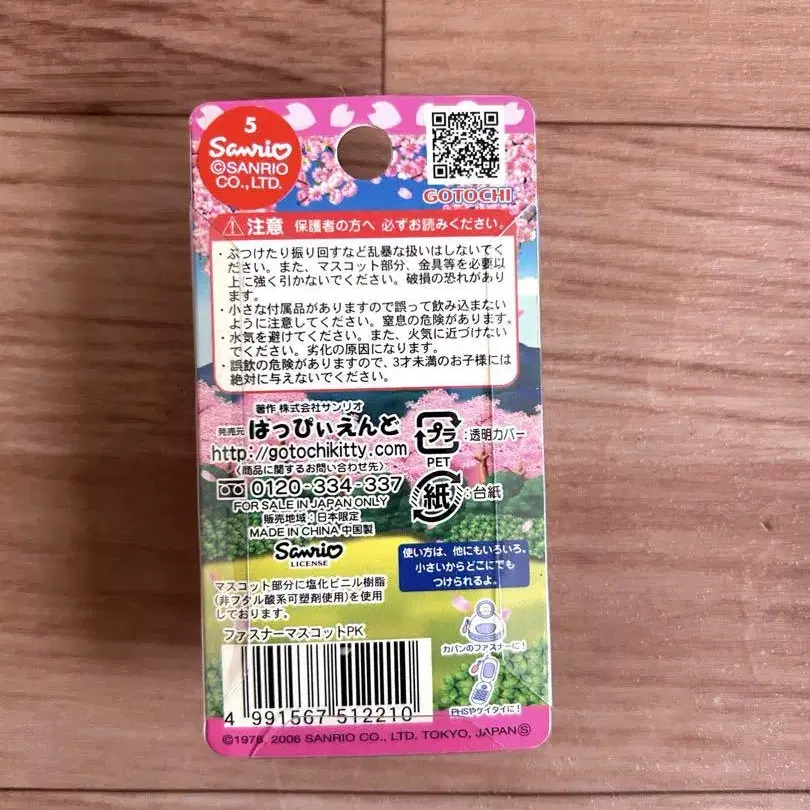 5
Sanrio
©SANRIO
CO.,LTD.
GOTOCHI
注意 保護者の方へ 必ずお読みください。
・ぶつけたり振り回すなど乱暴な扱いはしないでく
ださい。また、マスコット部分、金具等を必要以
上に強く引かないでください。破損の恐れがあり
ます。
・小さな付属品がありますので誤って飲み込まない
ように注意してください。窒息の危険があります。
・水気を避けてください。また、火気に近づけない
でください。劣化の原因になります。
・誤飲の危険がありますので、3才未満のお子様には
絶対に与えないでください。
著作 株式会社サンリオ
発売元 はっぴぃえんど
http://gotochikitty.com
〈商品に関するお問い合わせ先〉
0120-334-337
FOR SALE IN JAPAN ONLY
販売地域：日本限定
MADE IN CHINA 中国製
Sanrio
LICENSE
プラ :透明カバー
PET
紙 :台紙
使い方は、他にもいろいろ。
小さいからどこにでも
つけられるよ。
マスコット部分に塩化ビニル樹脂
(非フタル酸系可塑剤使用)を使用
しております。
ファスナーマスコットPK
カバンのファスナーに!
PHSやケイタイに!
4 991567 512210
©1976, 2006 SANRIO CO., LTD. TOKYO, JAPAN Ⓢ